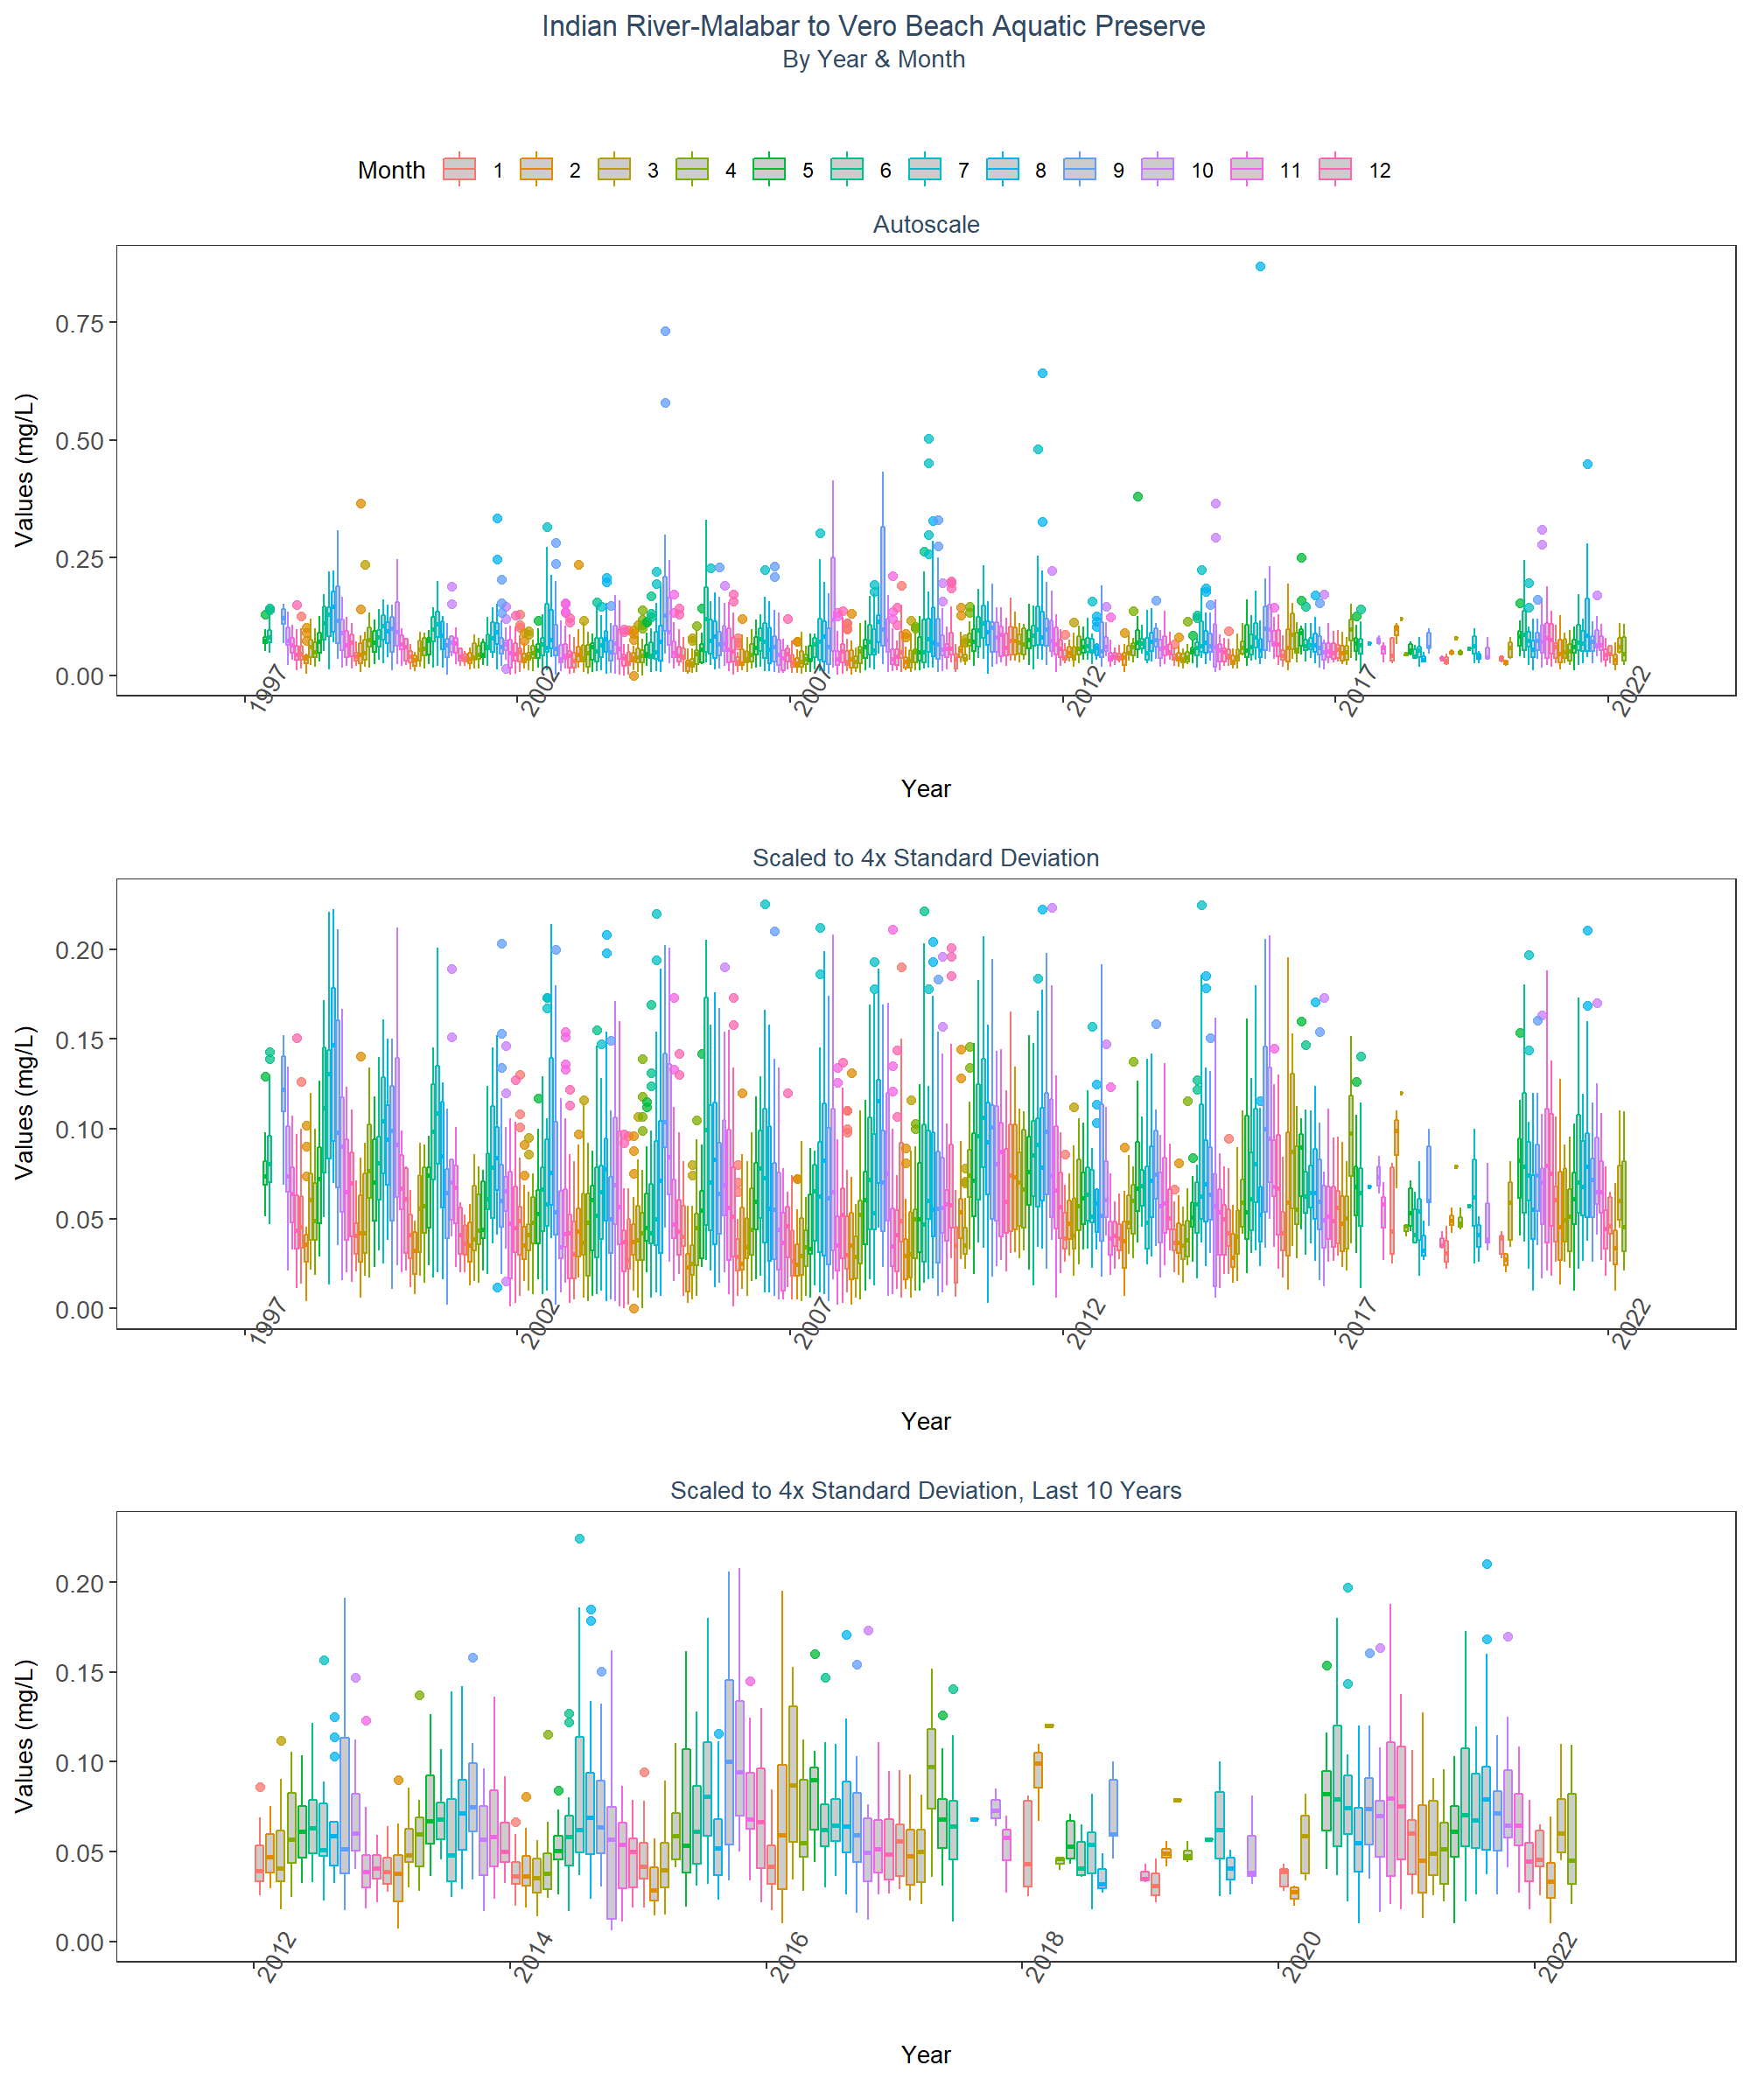 Indian River-Malabar to Vero Beach Aquatic Preserve
By Year & Month
Month 1 2 3 4 5 6 7 8 9 10 11 12
Autoscale
Values (mg/L)
0.75
0.50
0.25
0.00
1997 2002 2007 2012 2017 2022
Year
Scaled to 4x Standard Deviation
Values (mg/L)
0.20
0.15
0.10
0.05
0.00
1997 2002 2007 2012 2017 2022
Year
Scaled to 4x Standard Deviation, Last 10 Years
Values (mg/L)
0.20
0.15
0.10
0.05
0.00
2012 2014 2016 2018 2020 2022
Year